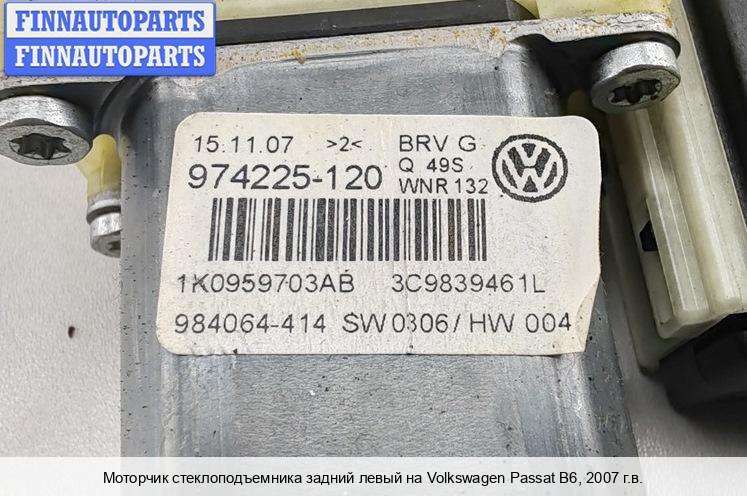 FINNAUTOPARTS
FINNAUTOPARTS
15.11.07 >2< BRV G
974225-120 Q 49S
WNR 132
1K0959703AB 3C9839461L
984064-414 SW 0306/ HW 004
Моторчик стеклоподъемника задний левый на Volkswagen Passat B6, 2007 г.в.